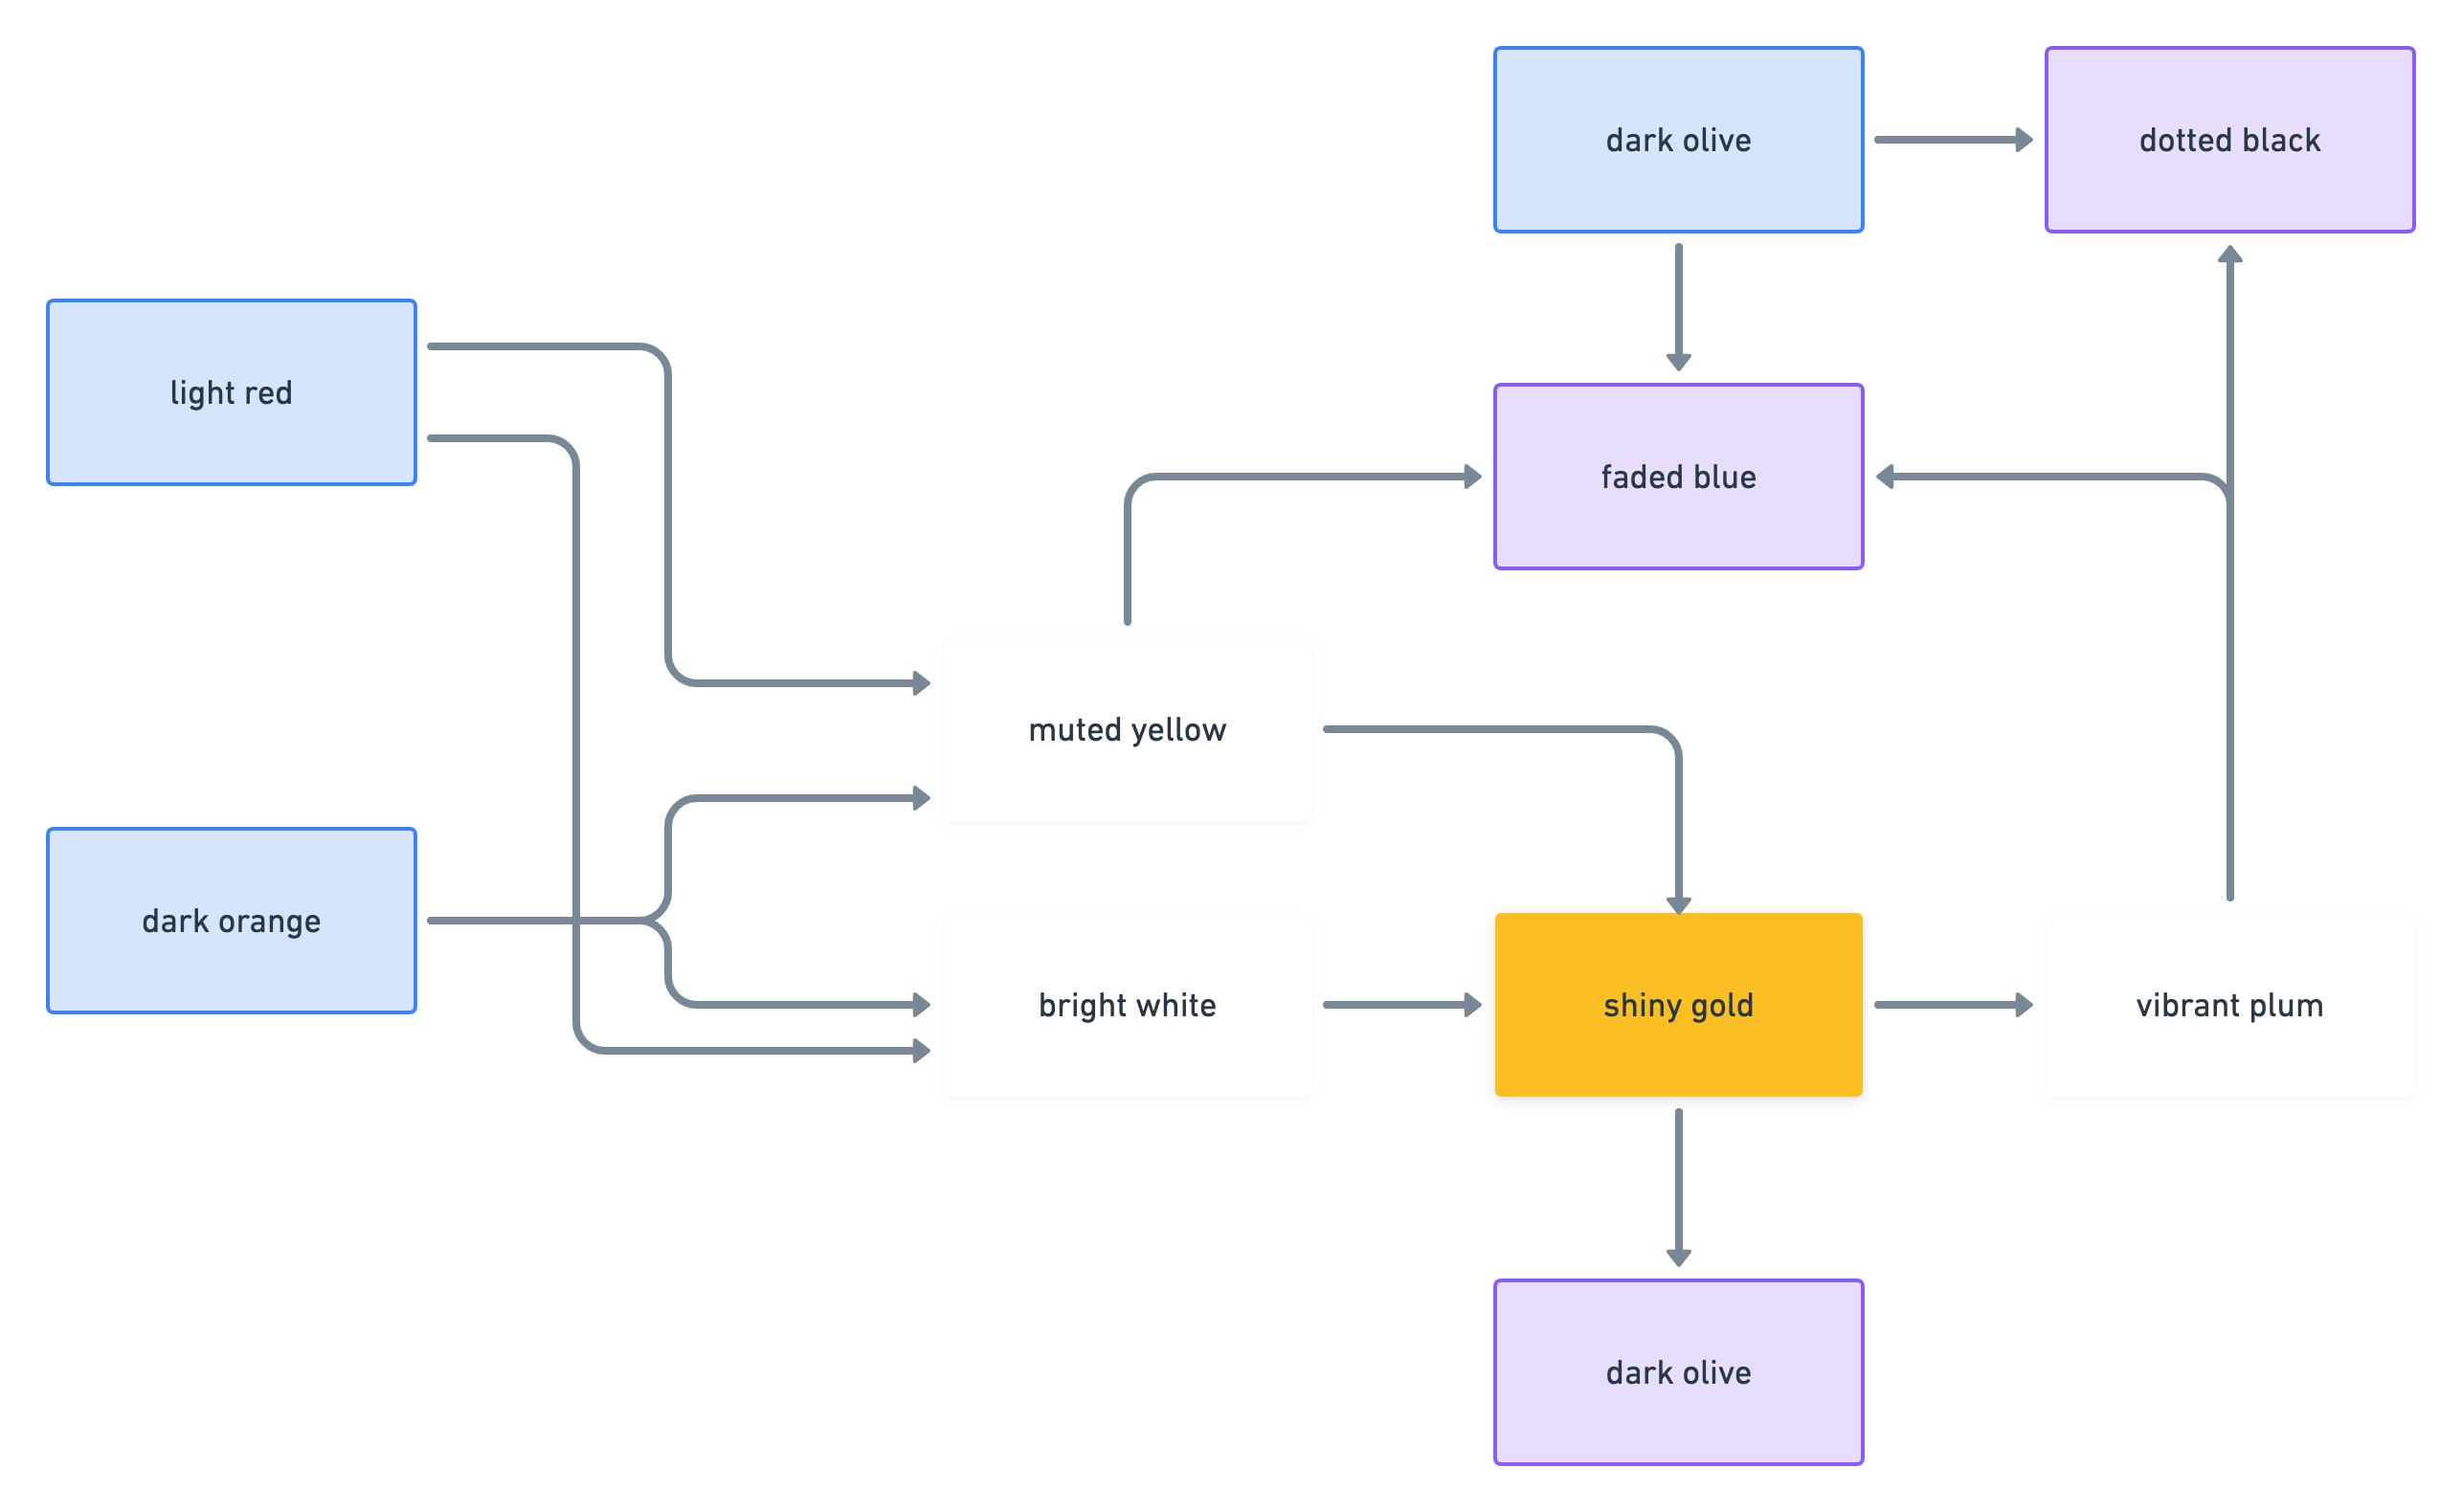 dark olive
dotted black
light red
faded blue
muted yellow
dark orange
bright white
shiny gold
vibrant plum
dark olive